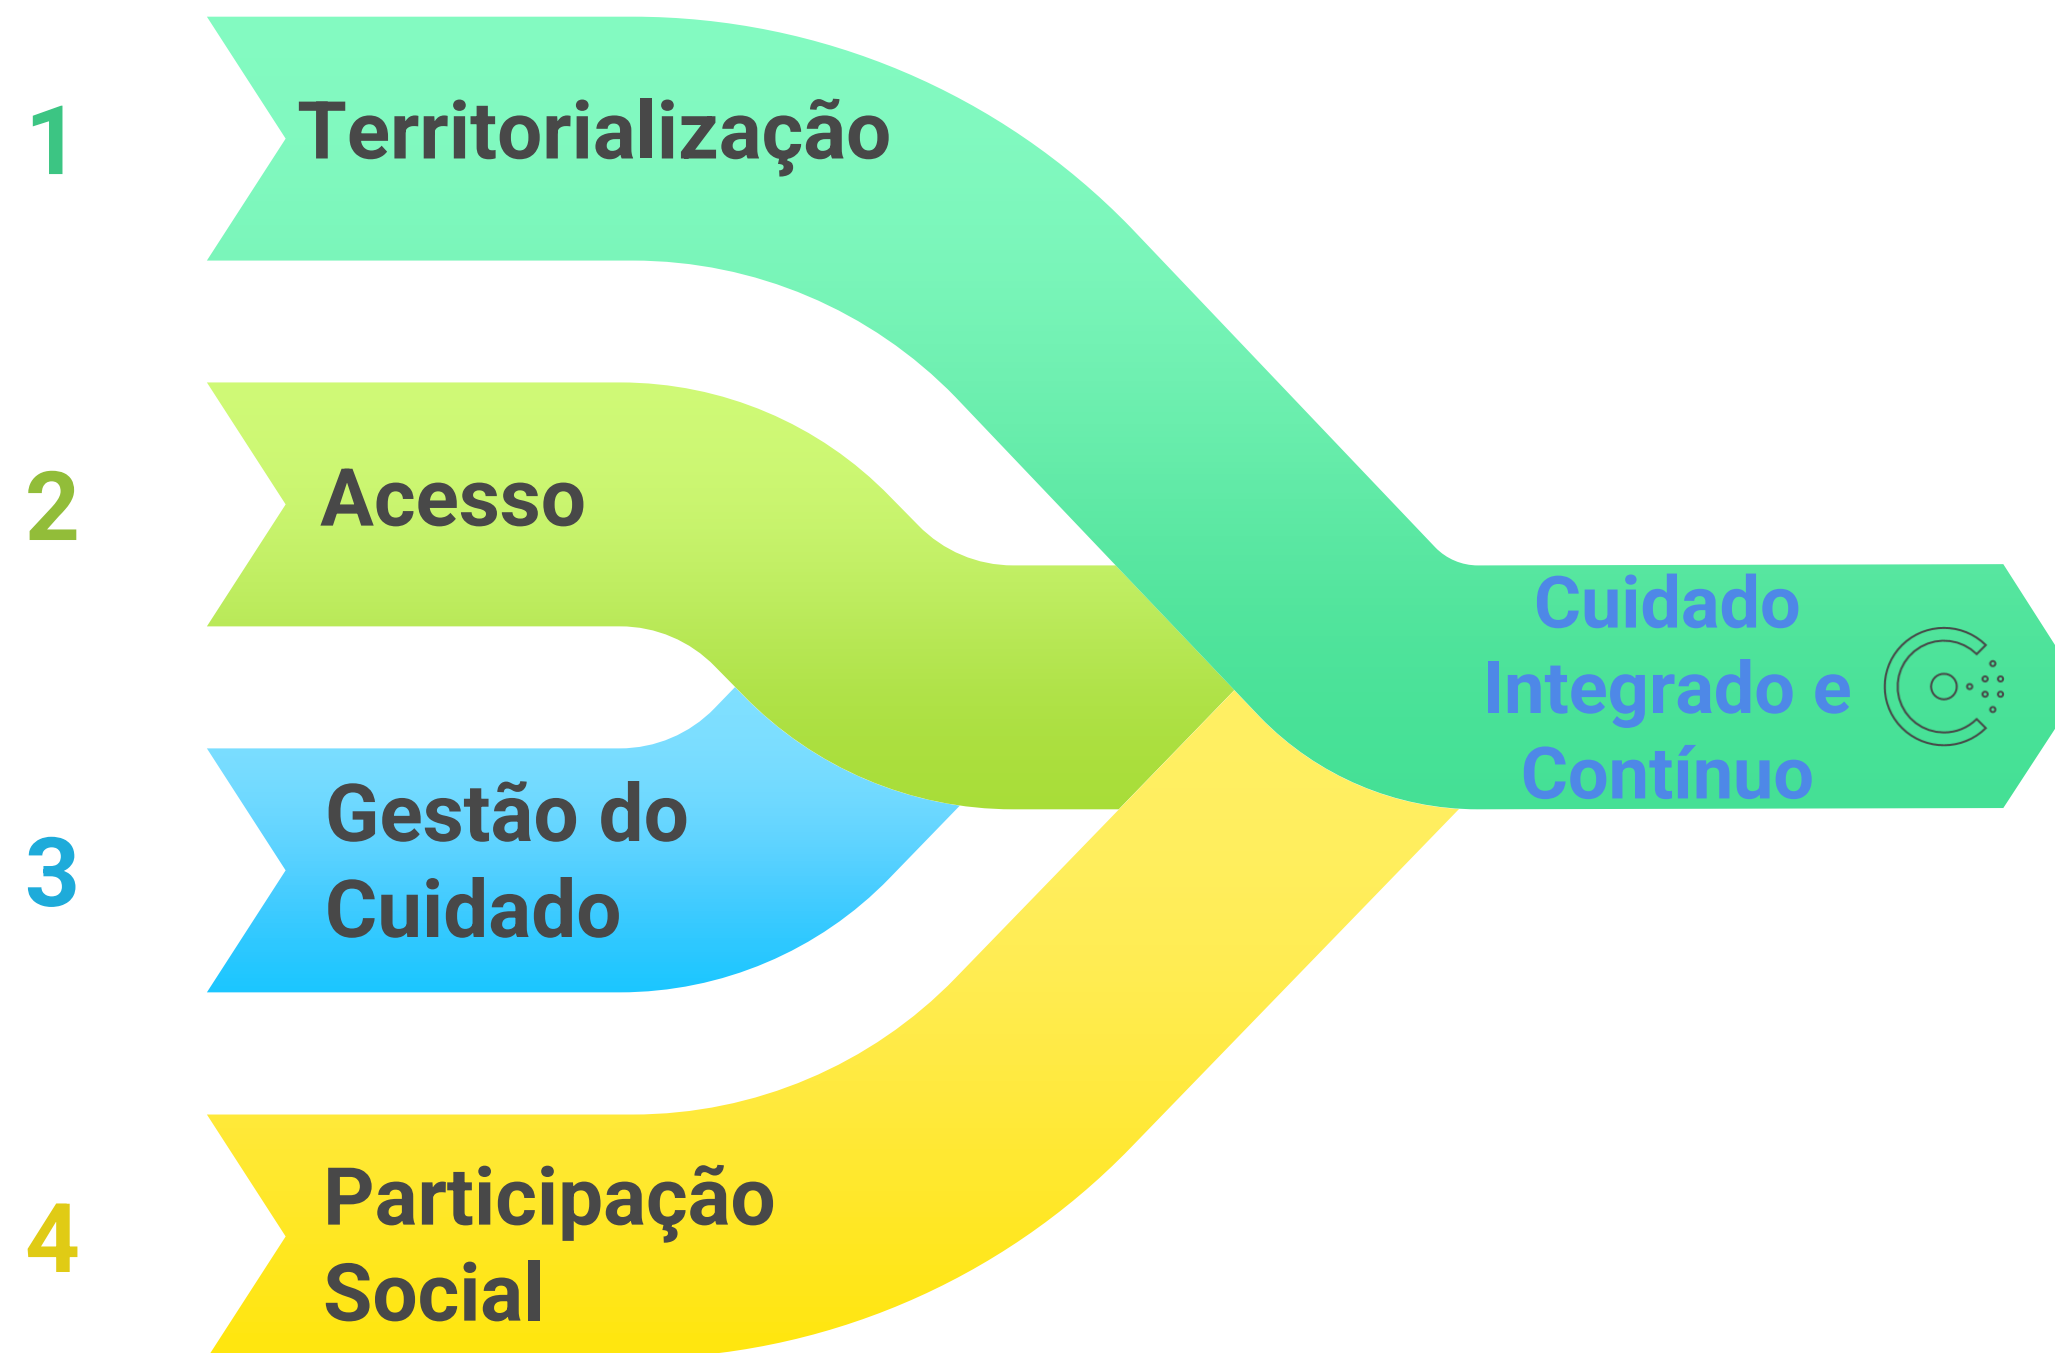 1
Territorialização
2
Acesso
3
Gestão do
Cuidado
4
Participação
Social
Cuidado
Integrado e
Contínuo